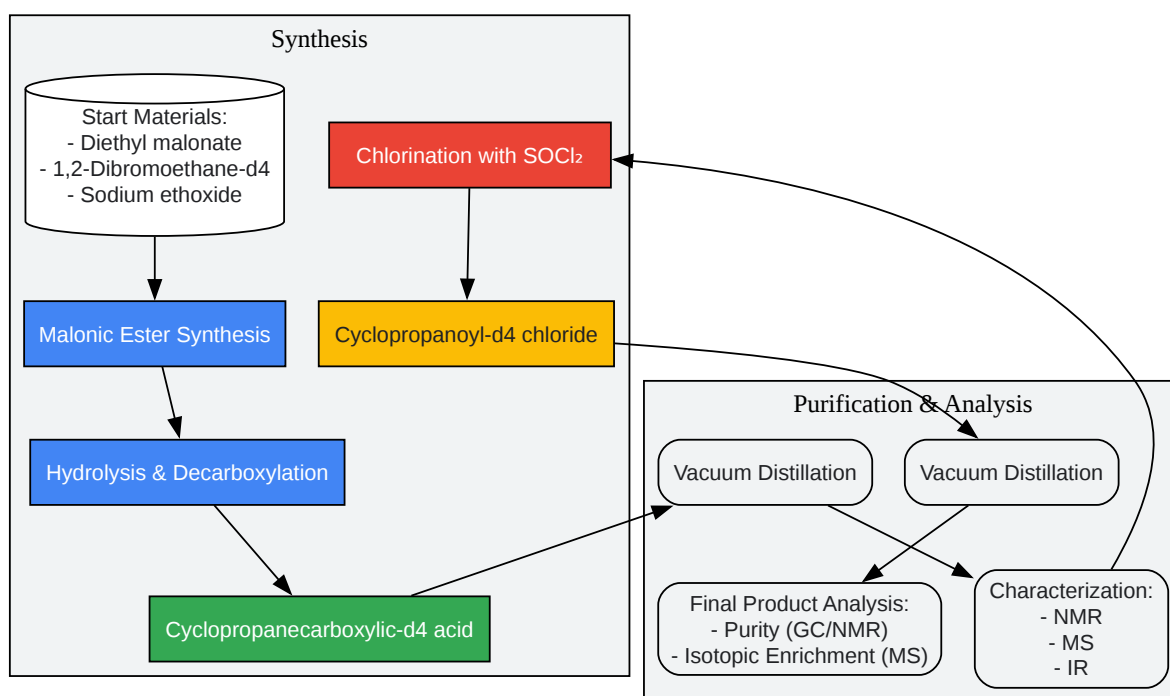 Synthesis
Start Materials:
- Diethyl malonate
- 1,2-Dibromoethane-d4
- Sodium ethoxide
Chlorination with SOCl₂
Malonic Ester Synthesis
Cyclopropanoyl-d4 chloride
Hydrolysis & Decarboxylation
Cyclopropanecarboxylic-d4 acid
Purification & Analysis
Vacuum Distillation
Vacuum Distillation
Final Product Analysis:
- Purity (GC/NMR)
- Isotopic Enrichment (MS)
Characterization:
- NMR
- MS
- IR